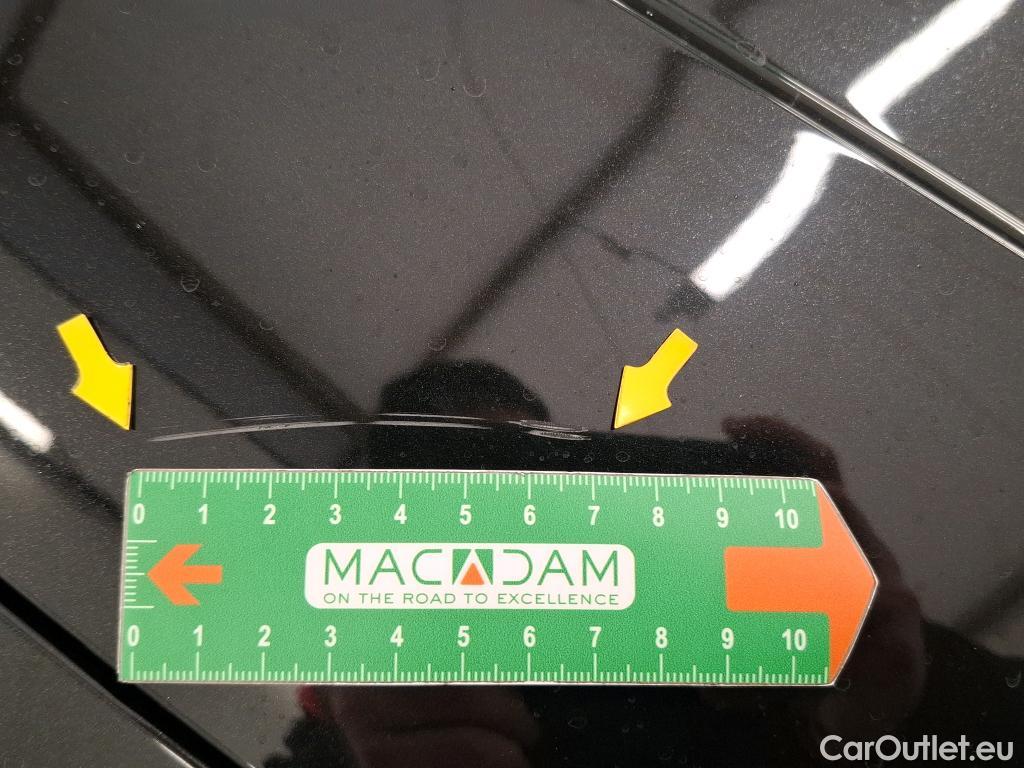 0 1 2 3 4 5 6 7 8 9 10
MACADAM
ON THE ROAD TO EXCELLENCE
0 1 2 3 4 5 6 7 8 9 10
CarOutlet.eu